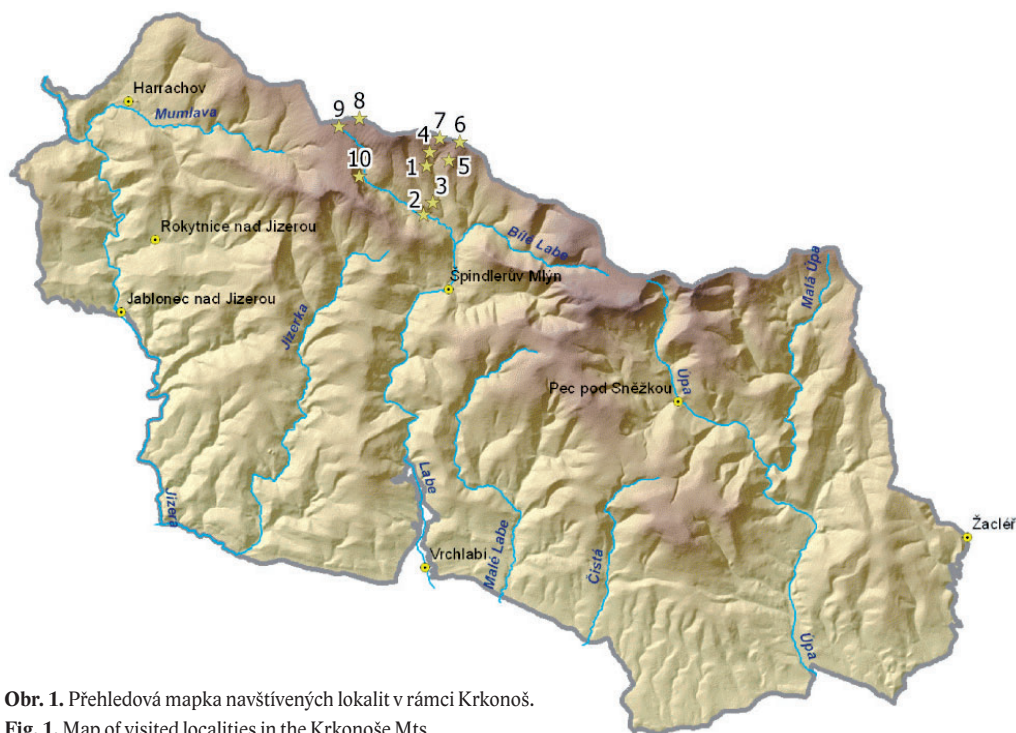 Harrachov
Mumlava
9
8
7
6
4
1
5
10
3
2
Rokytnice nad Jizerou
Bílé Labe
Malá Úpa
Špindlerův Mlýn
Jablonec nad Jizerou
Jizerka
Pec pod Sněžkou
Úpa
Labe
Jizera
Malé Labe
Čistá
Žacléř
Vrchlabí
Úpa
Obr. 1. Přehledová mapka navštívených lokalit v rámci Krkonoš.
Fig. 1. Map of visited localities in the Krkonoše Mts.